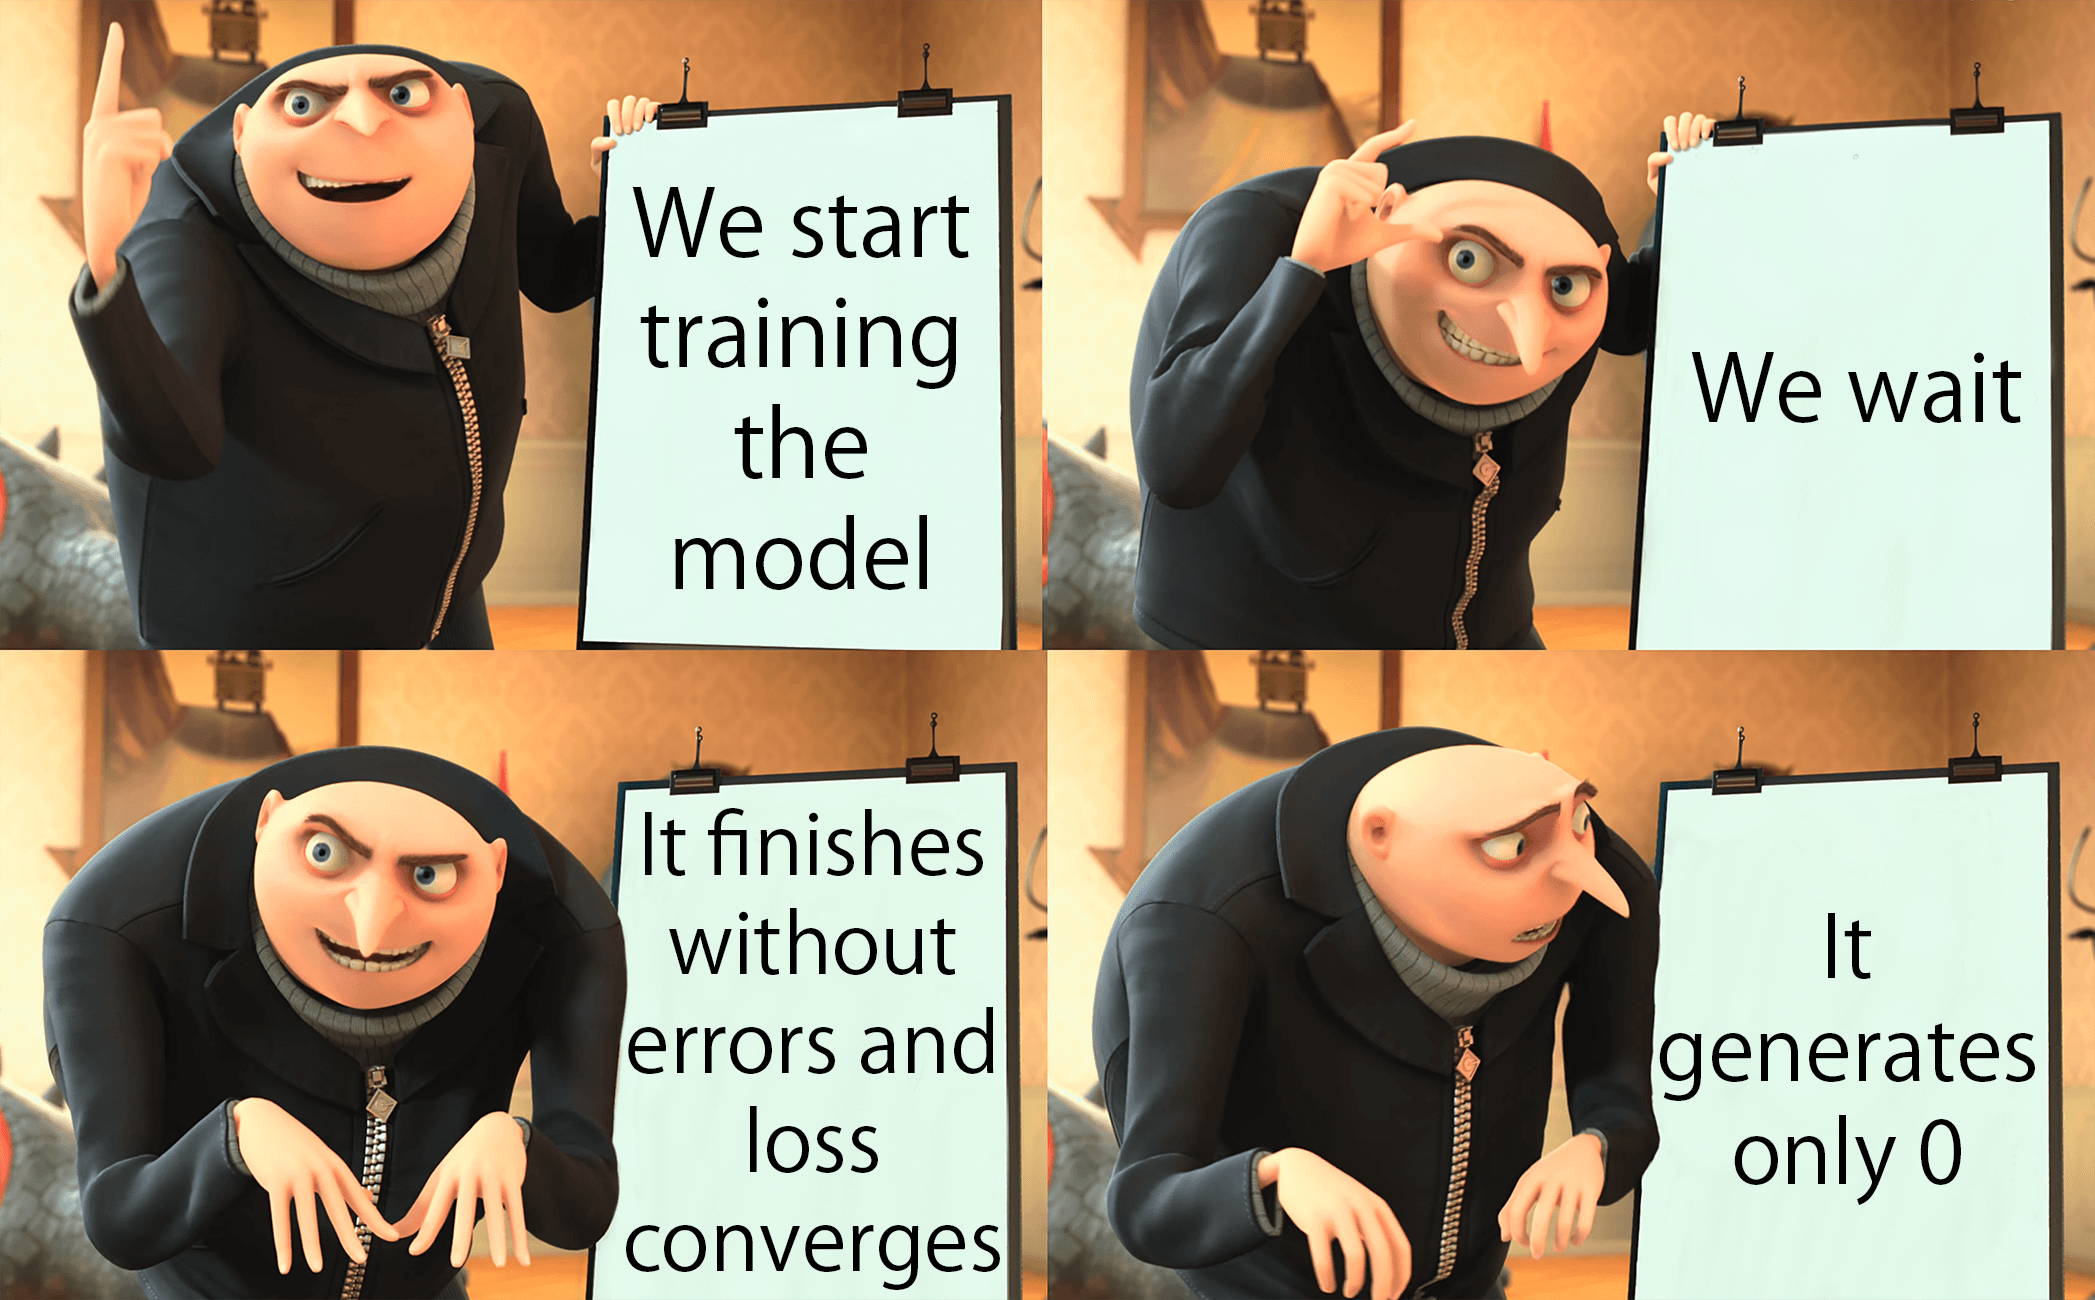 We start
training
the
model
We wait
It finishes
without
errors and
loss
converges
It
generates
only 0